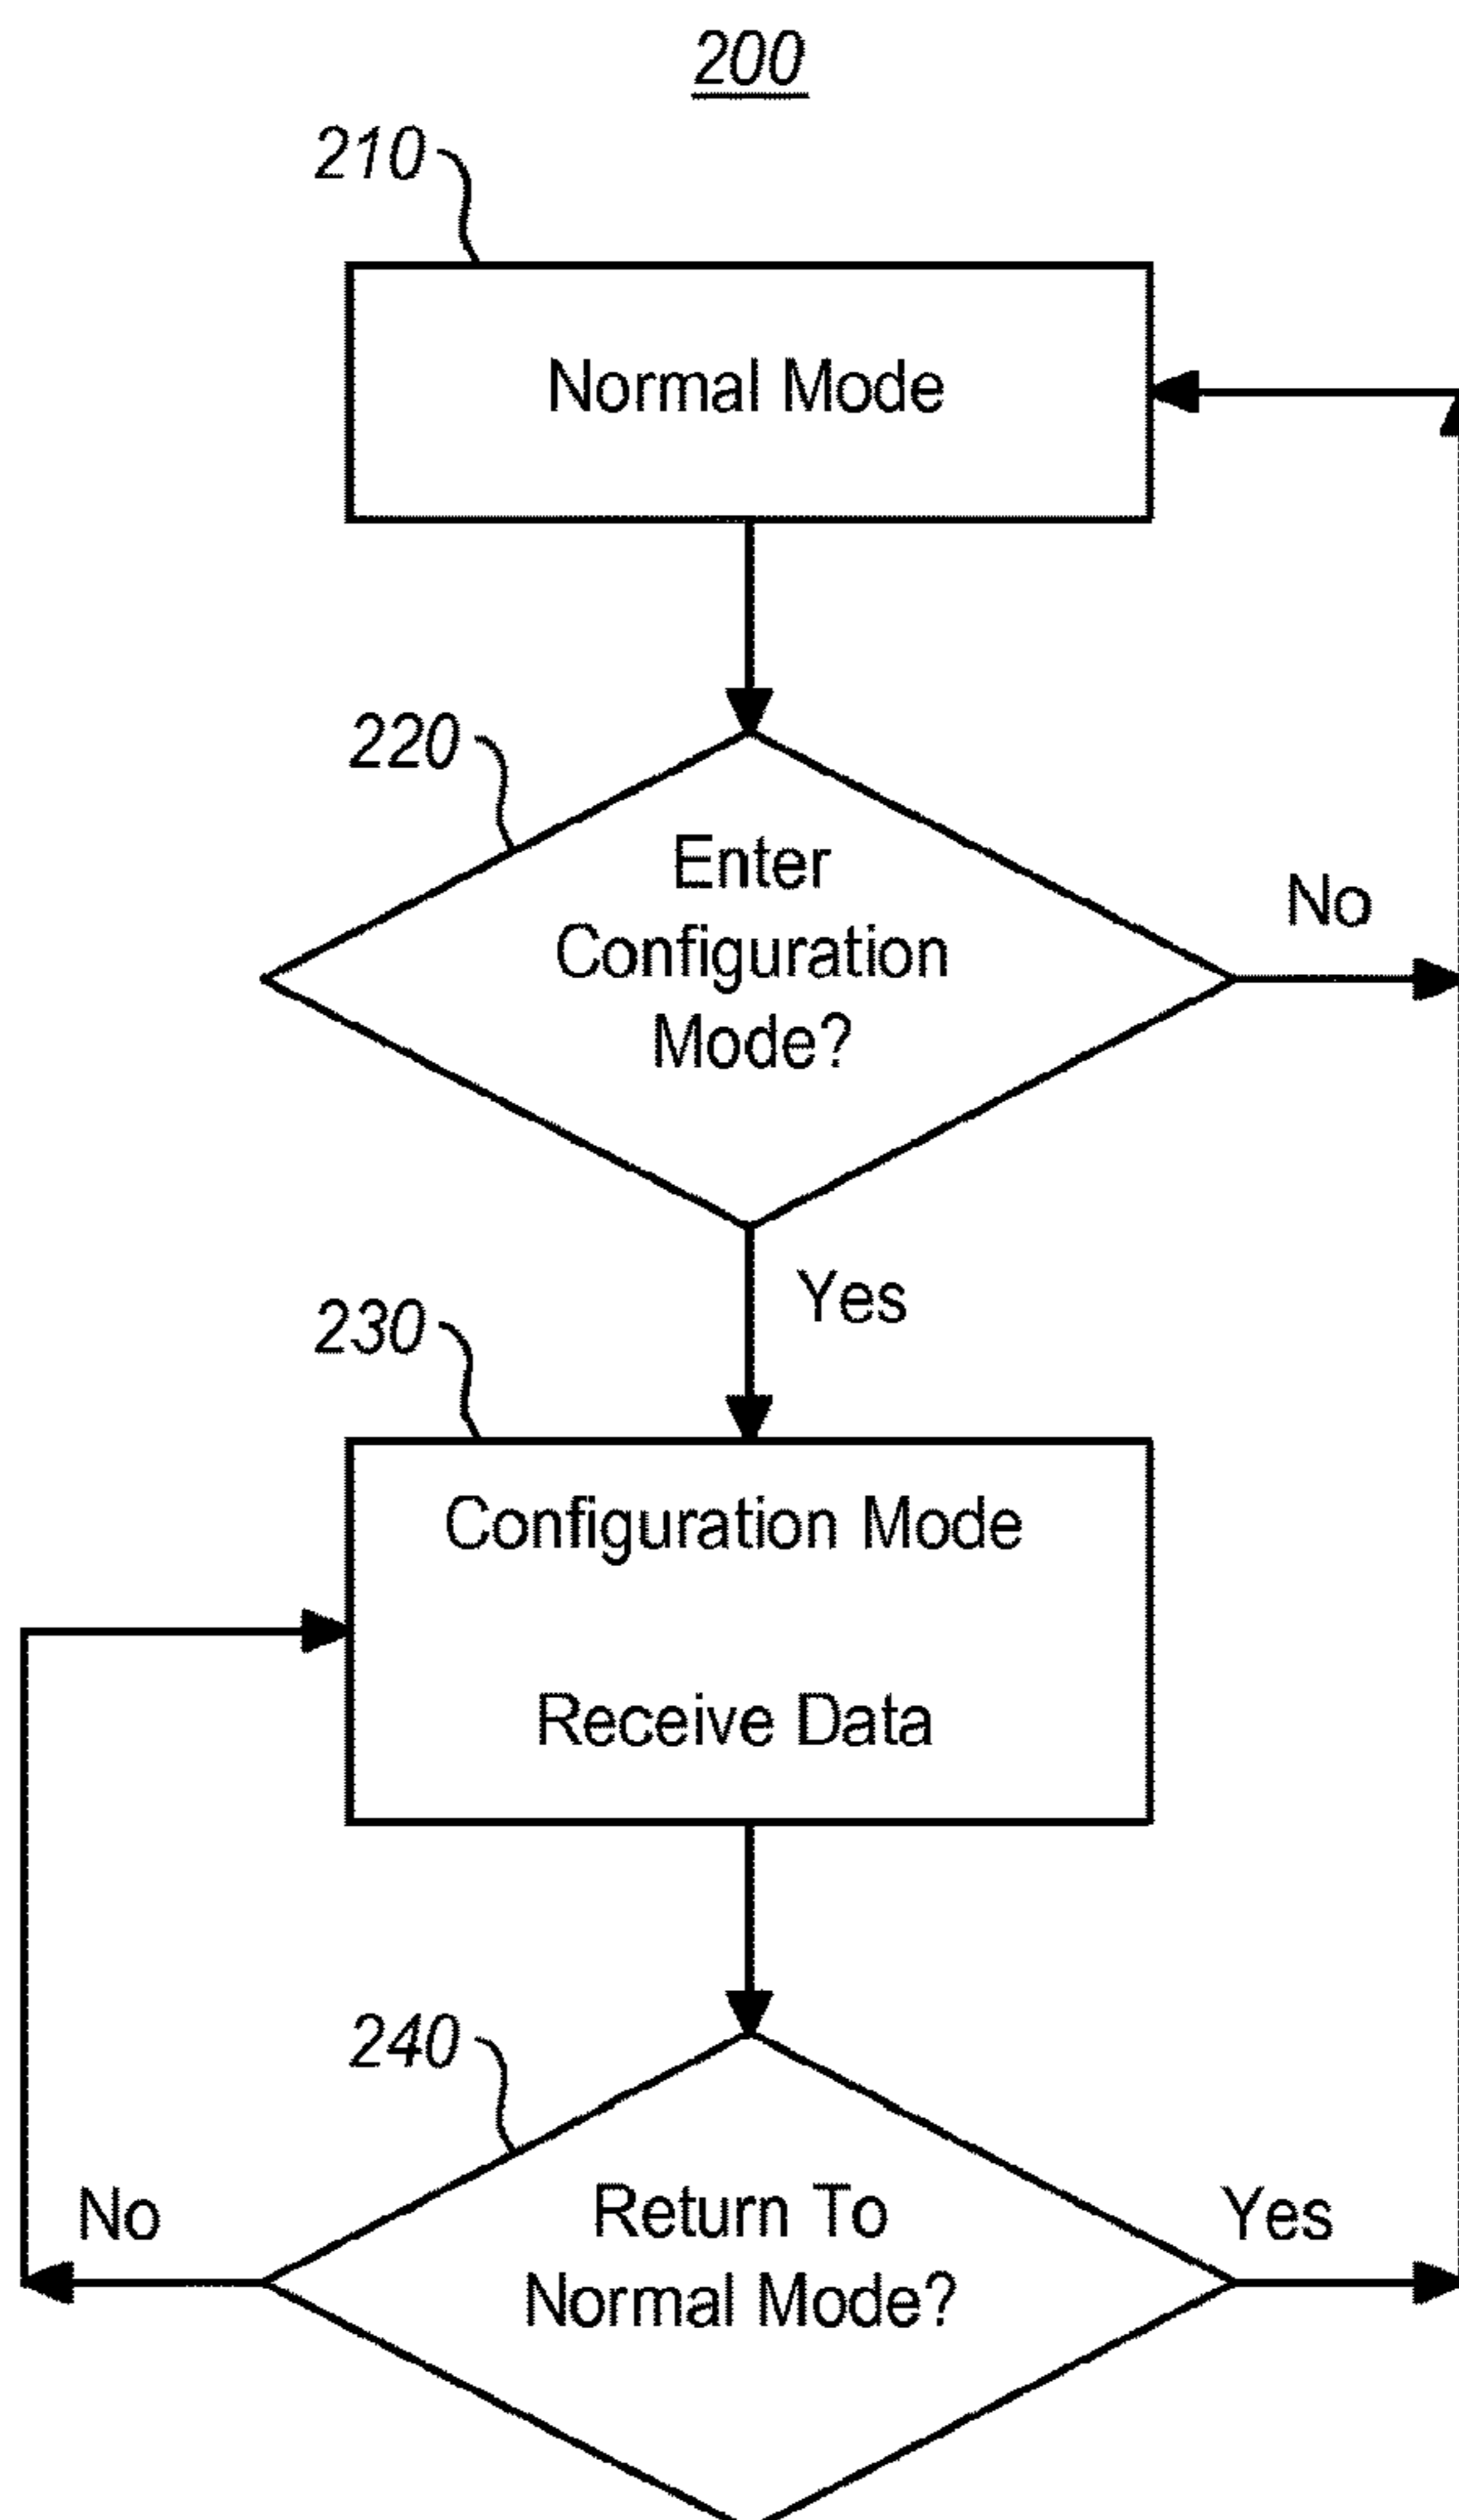 200
210
Normal Mode
220
Enter
Configuration
Mode?
No
Yes
230
Configuration Mode
Receive Data
240
No
Return To
Normal Mode?
Yes